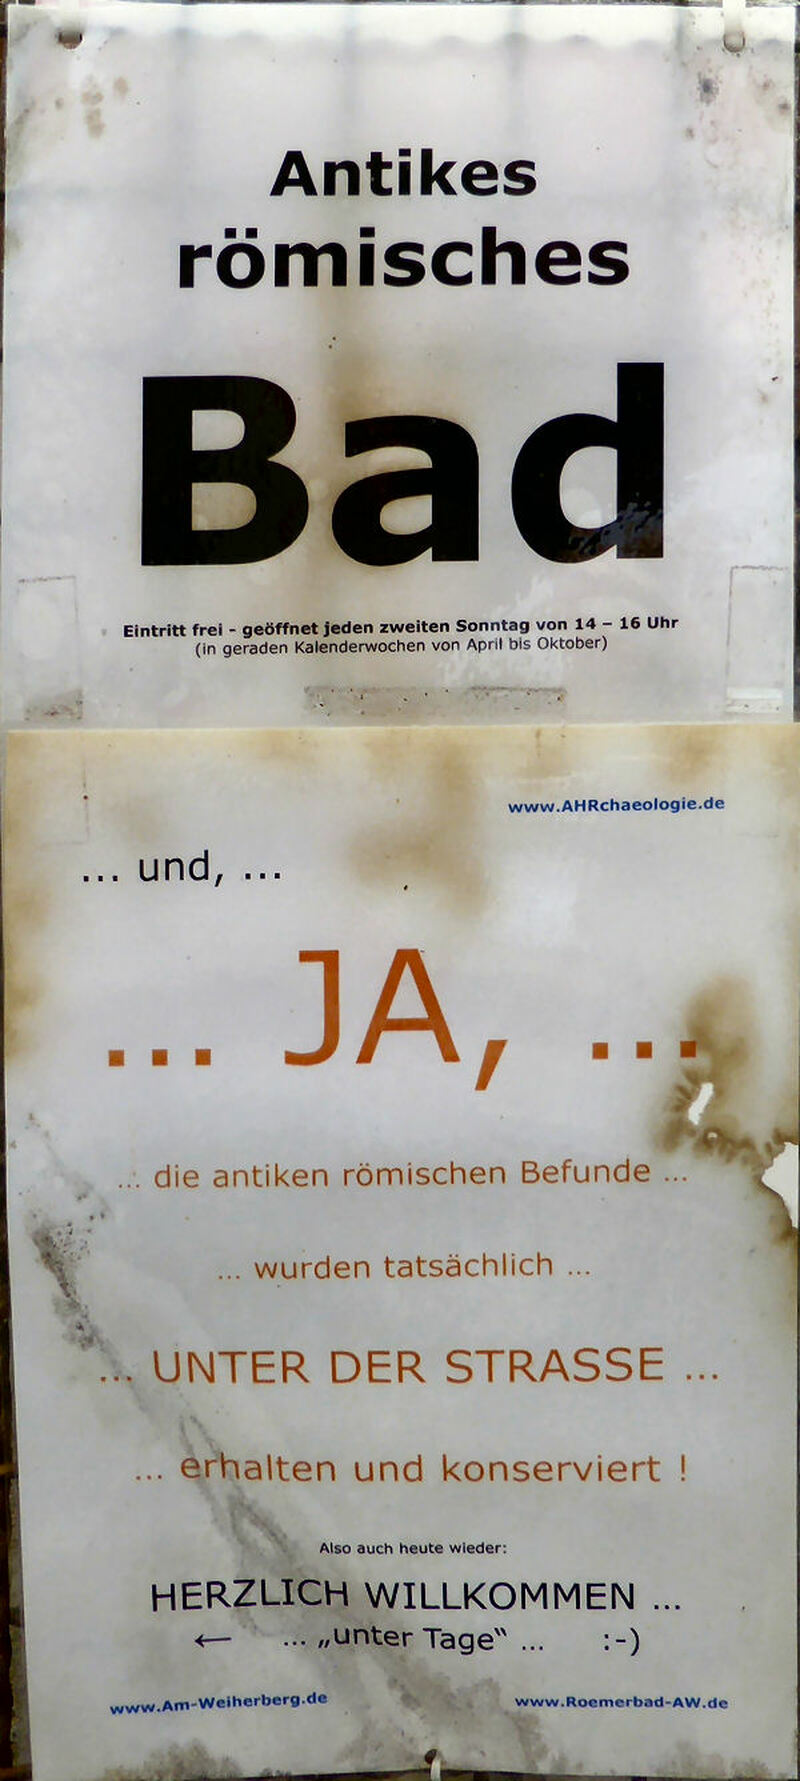 Antikes
römisches
Bad
Eintritt frei - geöffnet jeden zweiten Sonntag von 14 – 16 Uhr
(in geraden Kalenderwochen von April bis Oktober)
www.AHRchaeologie.de
... und, ...
... JA, ...
... die antiken römischen Befunde ...
... wurden tatsächlich ...
... UNTER DER STRASSE ...
... erhalten und konserviert !
Also auch heute wieder:
HERZLICH WILLKOMMEN ...
← ... „unter Tage“ ... :-)
www.Am-Weiherberg.de www.Roemerbad-AW.de